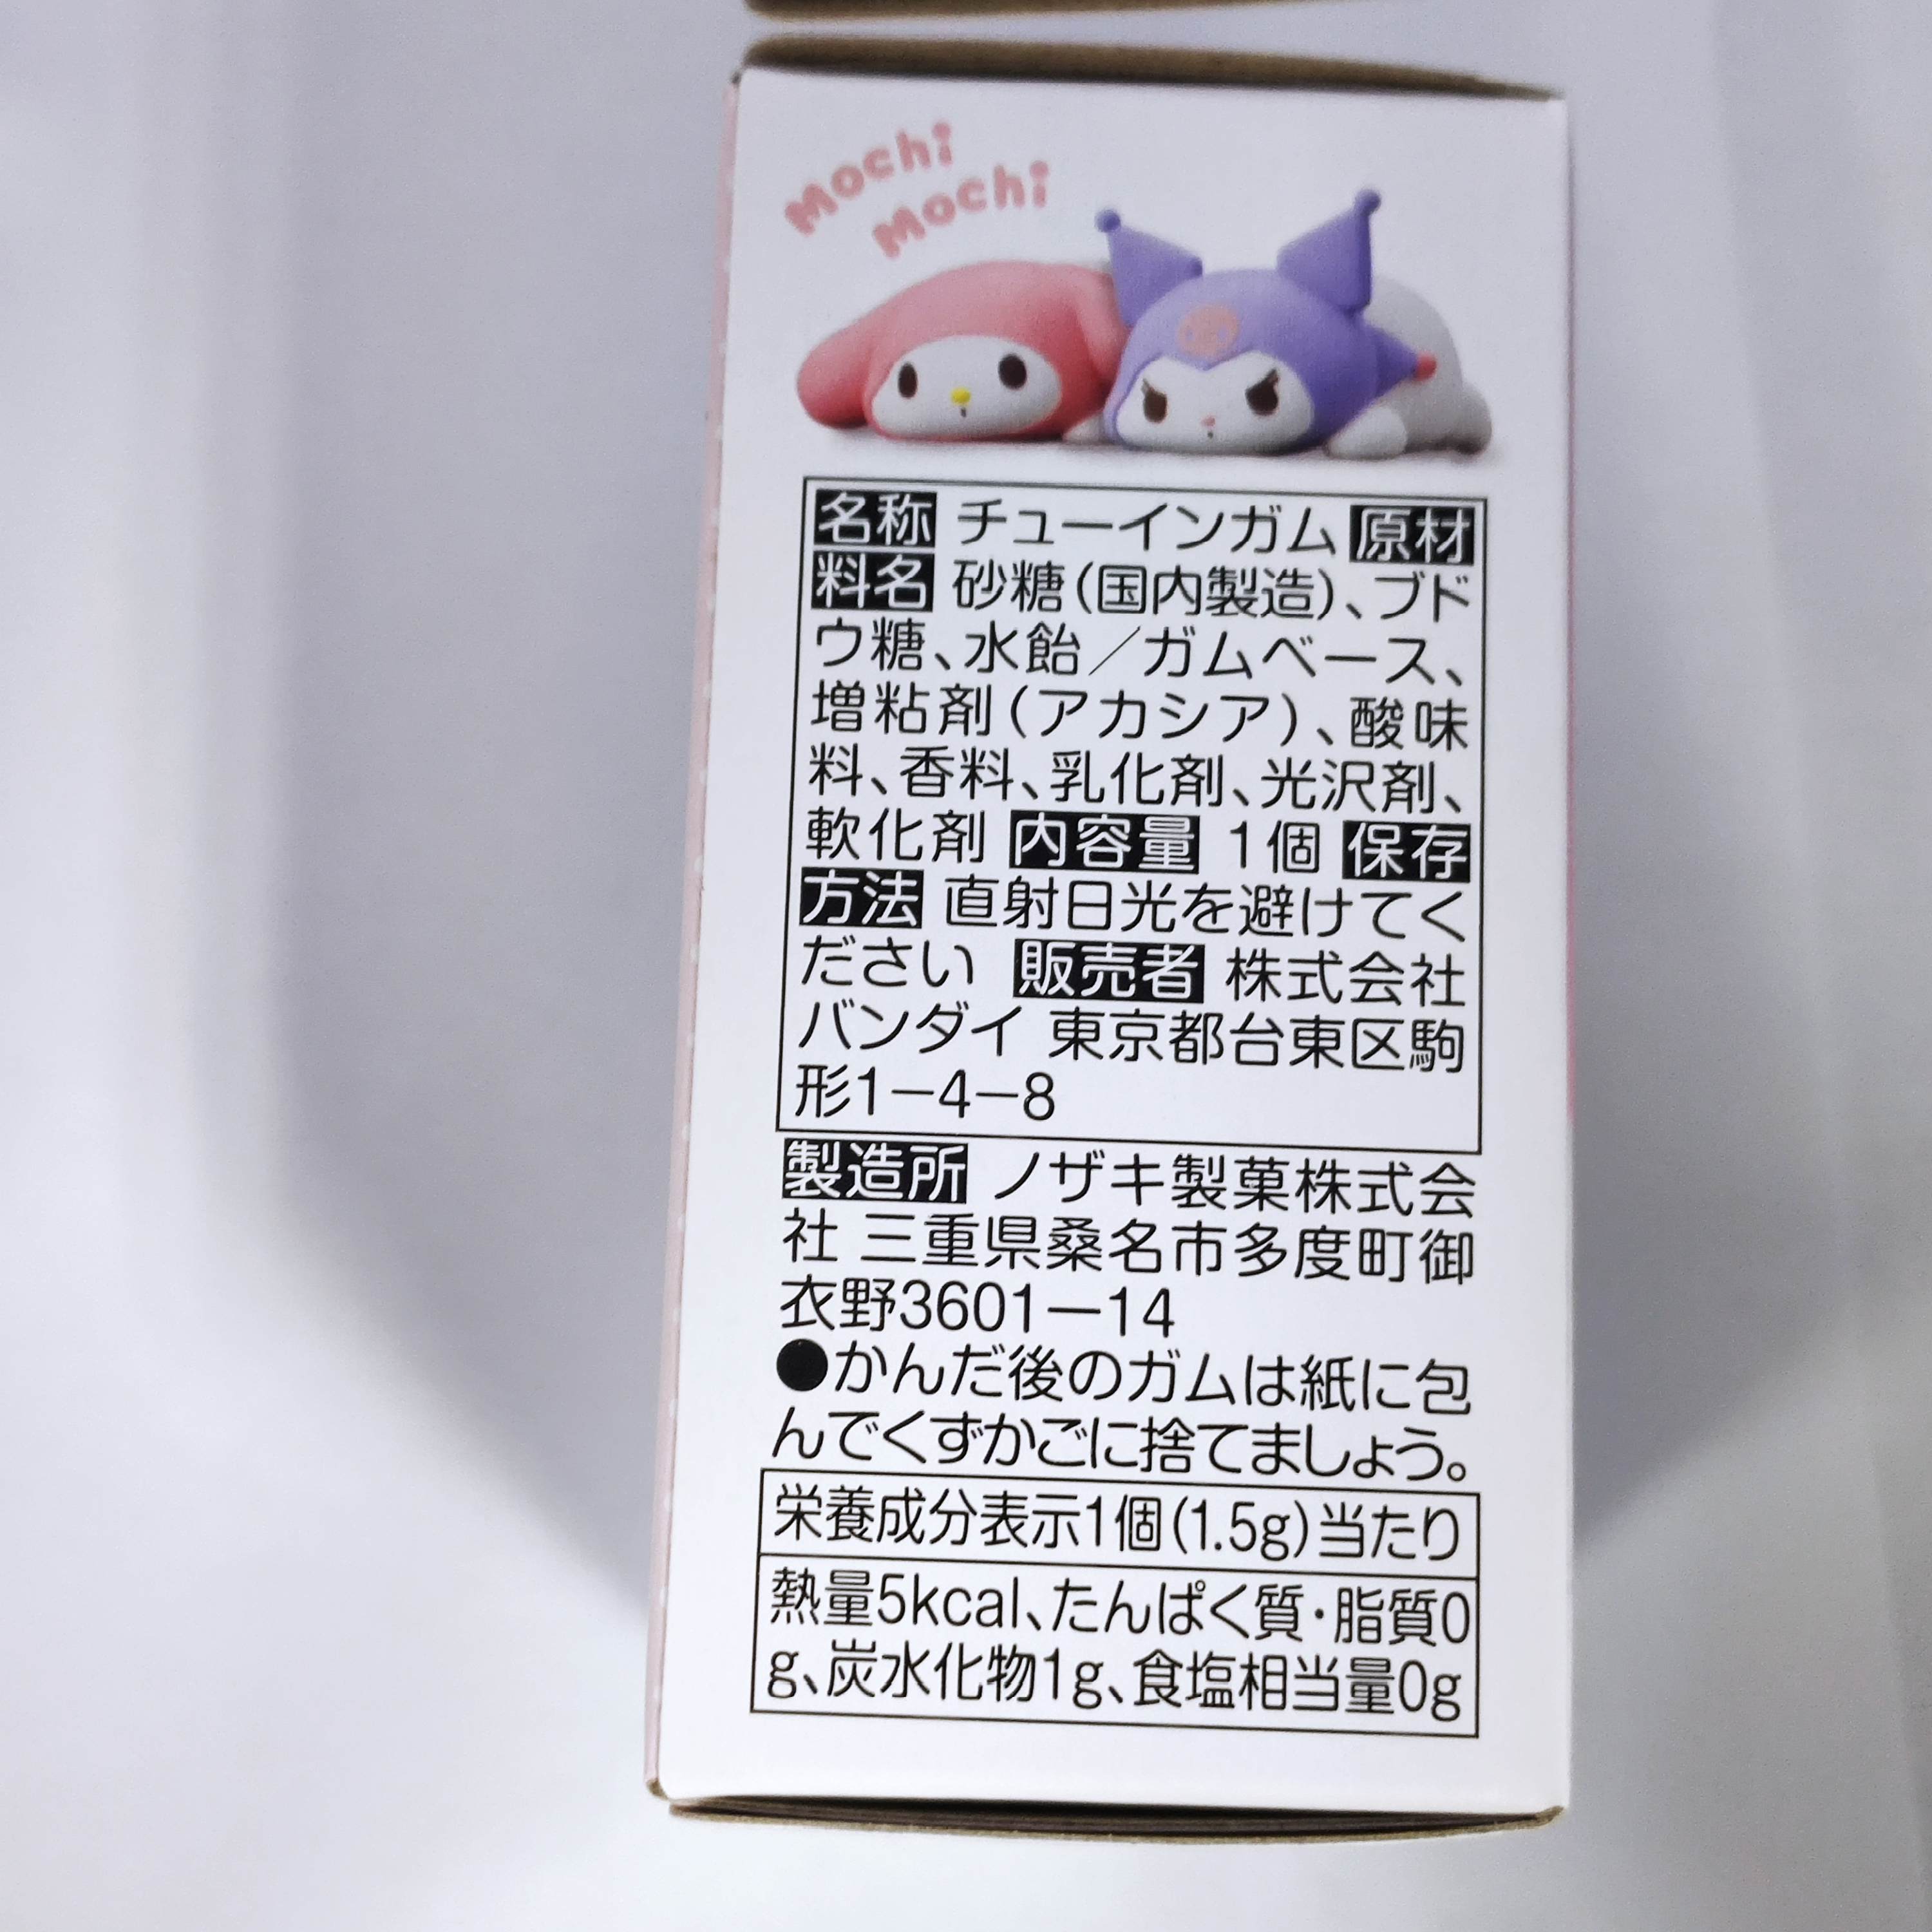 Mochi
Mochi
名称 チューインガム 原材
料名 砂糖(国内製造)、ブド
ウ糖、水飴／ガムベース、
増粘剤(アカシア)、酸味
料、香料、乳化剤、光沢剤、
軟化剤 内容量 1個 保存
方法 直射日光を避けてく
ださい 販売者 株式会社
バンダイ 東京都台東区駒
形1－4－8
製造所 ノザキ製菓株式会
社 三重県桑名市多度町御
衣野3601－14
●かんだ後のガムは紙に包
んでくずかごに捨てましょう。
栄養成分表示1個(1.5g)当たり
熱量5kcal、たんぱく質・脂質0
g、炭水化物1g、食塩相当量0g